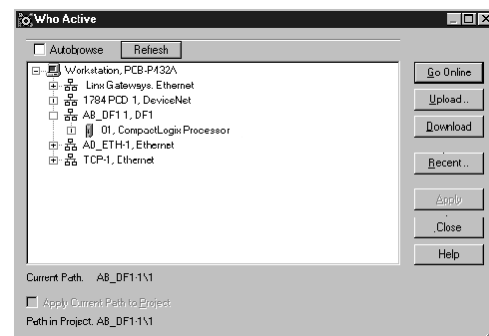 Who Active
Autobrowse
Refresh
Workstation, PCB-P432A
Linx Gateways, Ethernet
1784 PCD 1, DeviceNet
AB_DF1 1, DF1
01, CompactLogix Processor
AB_ETH-1, Ethernet
TCP-1, Ethernet
Go Online
Upload..
Download
Recent..
Apply
Close
Help
Current Path. AB_DF1-1\1
Apply Current Path to Project
Path in Project. AB_DF1-1\1